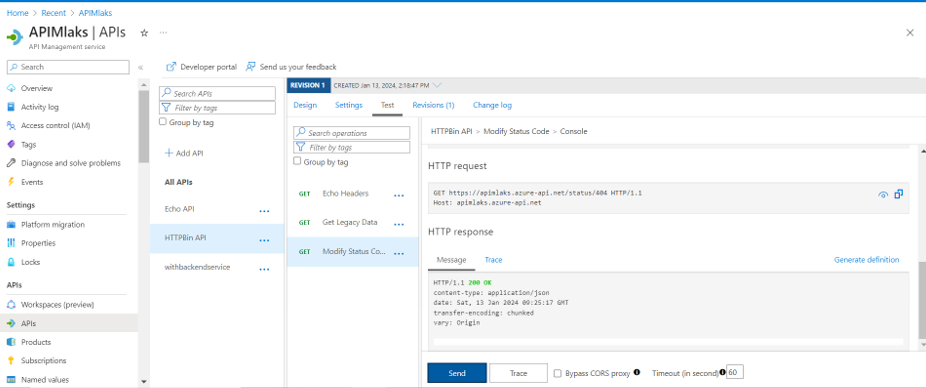 Home > Recent > APIMlaks
APIMlaks | APIs
API Management service
Search
Overview
Activity log
Access control (IAM)
Tags
Diagnose and solve problems
Events
Settings
Platform migration
Properties
Locks
APIs
Workspaces (preview)
APIs
Products
Subscriptions
Named values
Developer portal
Send us your feedback
Search APIs
Filter by tags
Group by tag
+ Add API
All APIs
Echo API
HTTPBin API
withbackendservice
REVISION 1 CREATED Jan 13, 2024, 2:18:47 PM
Design Settings Test Revisions (1) Change log
Search operations
Filter by tags
Group by tag
GET Echo Headers
GET Get Legacy Data
GET Modify Status Co...
HTTPBin API > Modify Status Code > Console
HTTP request
GET https://apimlaks.azure-api.net/status/404 HTTP/1.1
Host: apimlaks.azure-api.net
HTTP response
Message Trace Generate definition
HTTP/1.1 200 OK
content-type: application/json
date: Sat, 13 Jan 2024 09:25:17 GMT
transfer-encoding: chunked
vary: Origin
Send Trace Bypass CORS proxy Timeout (in second) 60